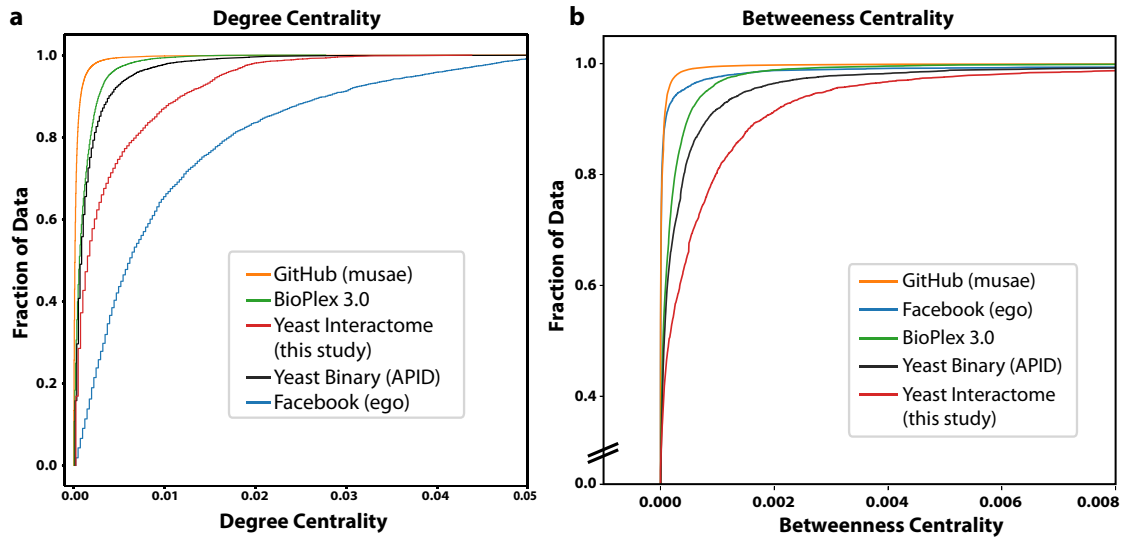 a
Degree Centrality
Fraction of Data
1.0
0.8
0.6
0.4
0.2
0.0
GitHub (musae)
BioPlex 3.0
Yeast Interactome
(this study)
Yeast Binary (APID)
Facebook (ego)
0.00 0.01 0.02 0.03 0.04 0.05
Degree Centrality
b
Betweeness Centrality
Fraction of Data
1.0
0.8
0.6
0.4
0.0
GitHub (musae)
Facebook (ego)
BioPlex 3.0
Yeast Binary (APID)
Yeast Interactome
(this study)
0.000 0.002 0.004 0.006 0.008
Betweenness Centrality